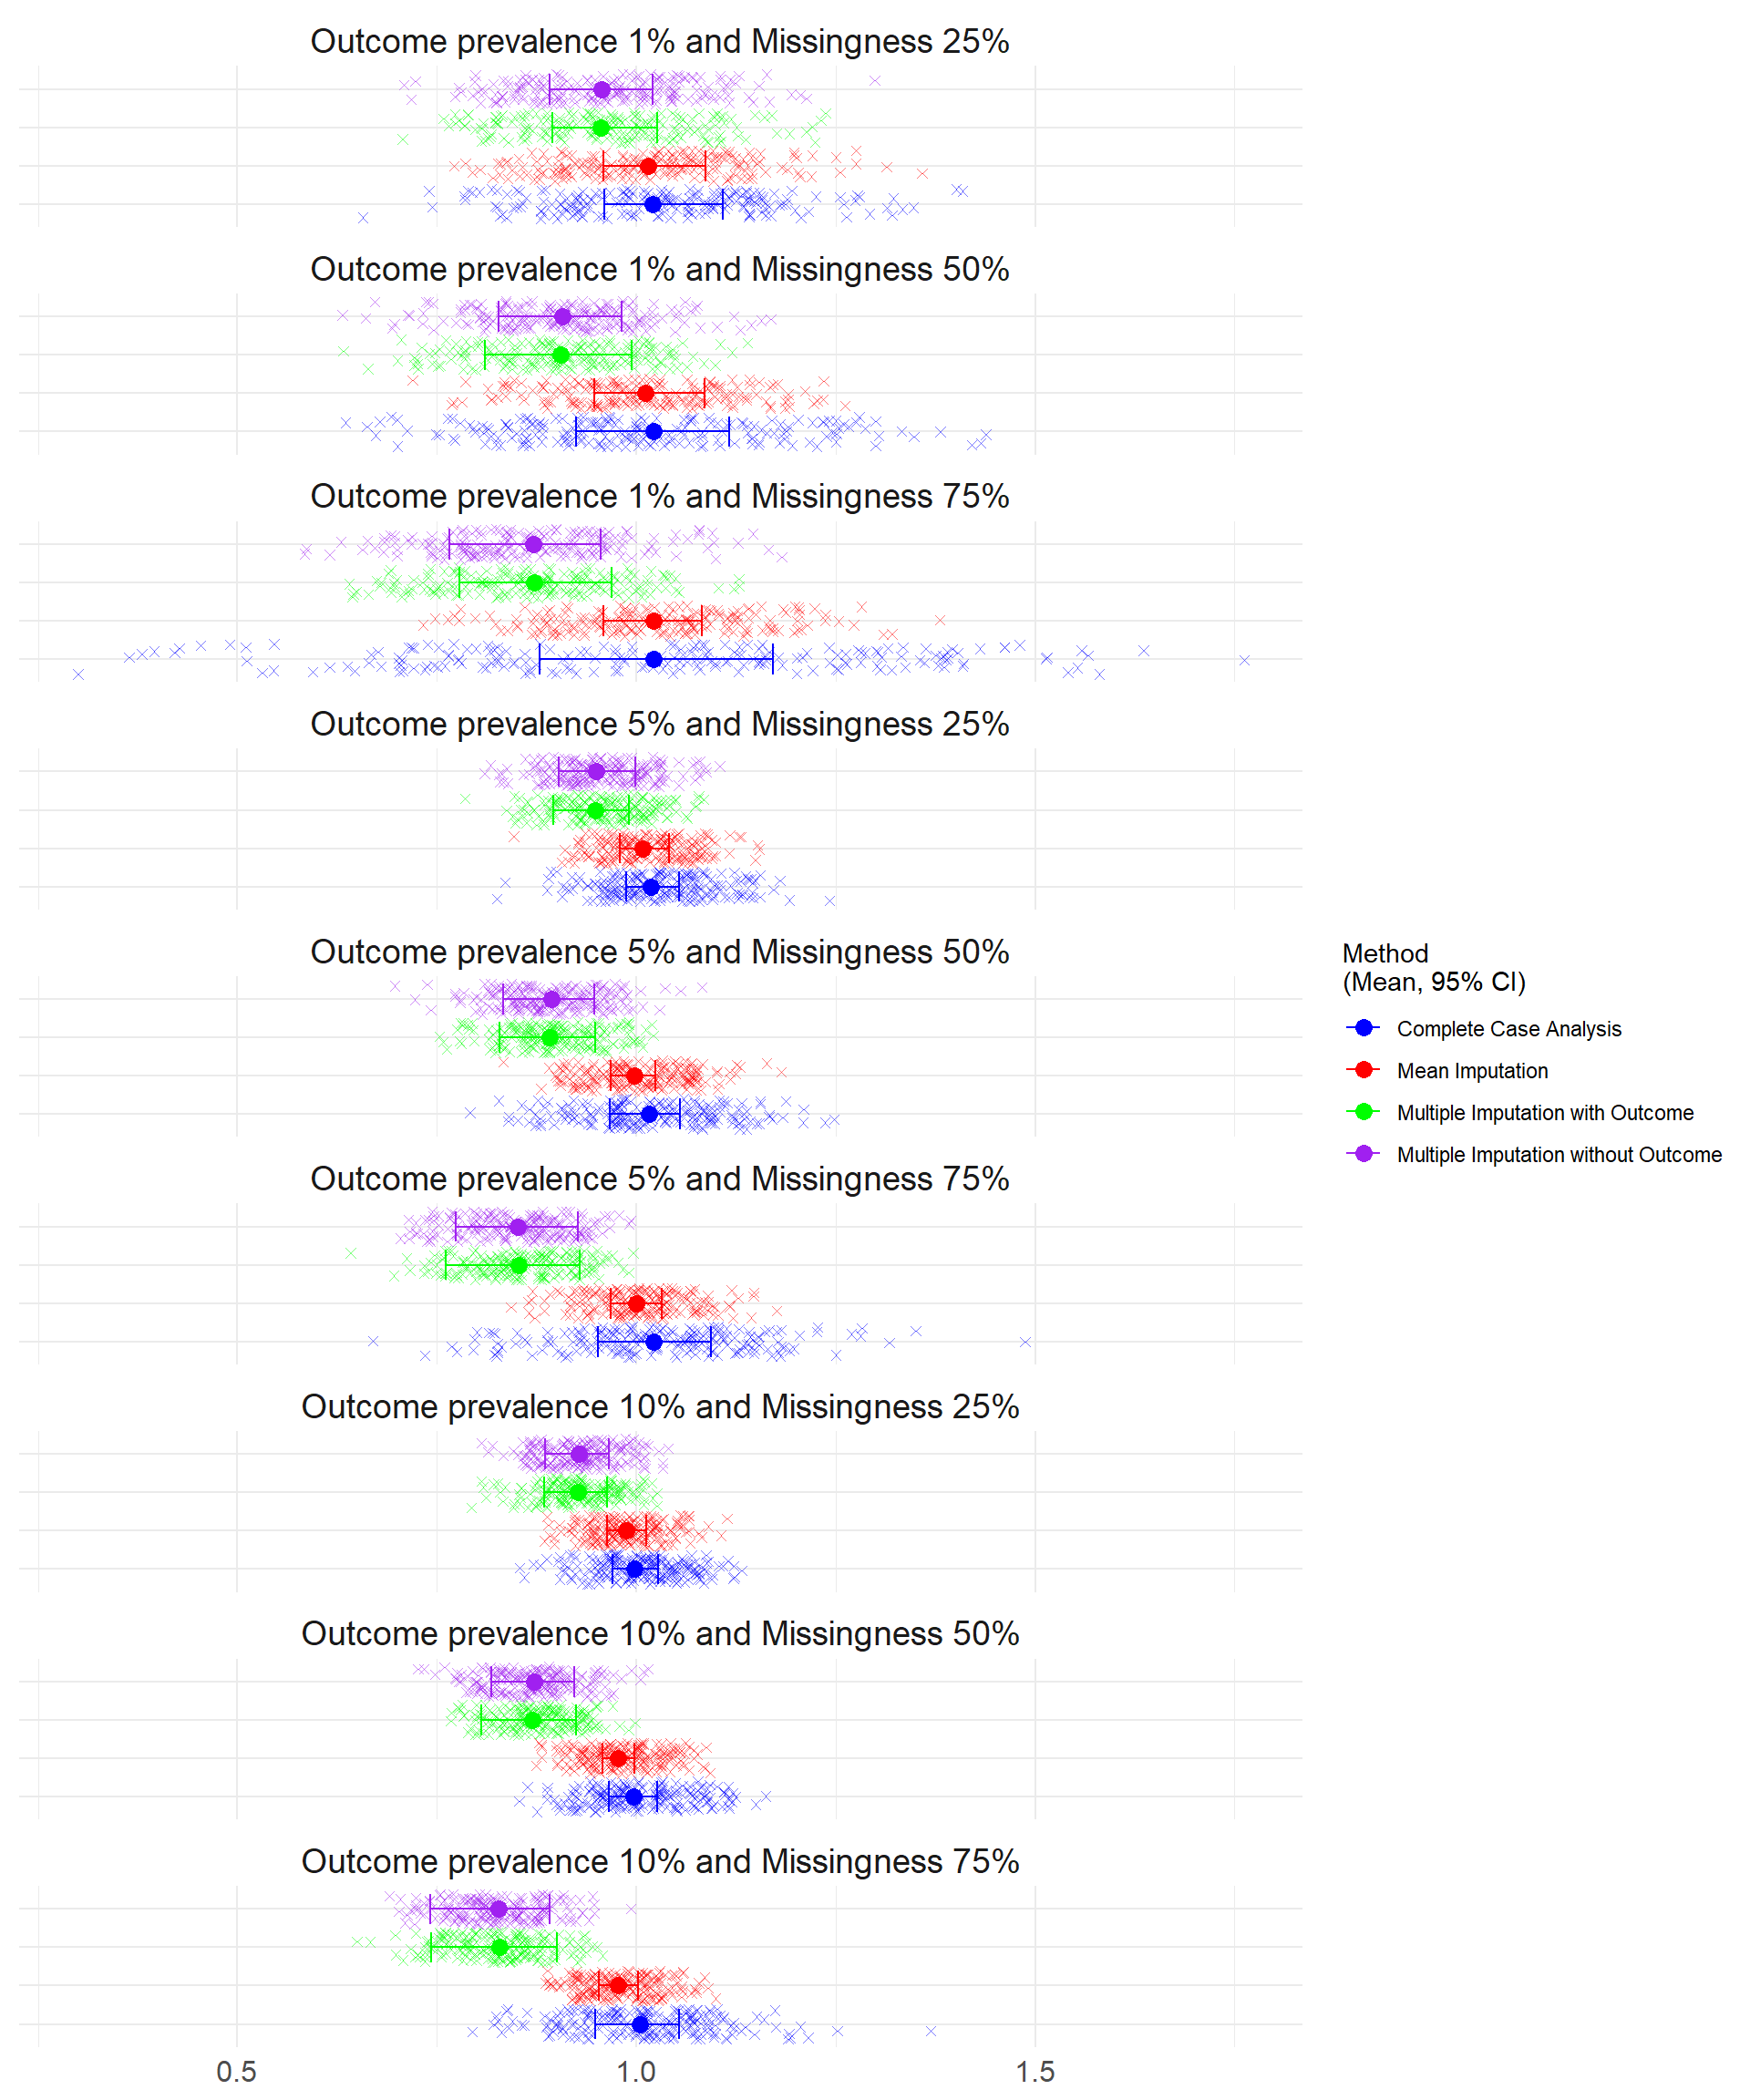 Outcome prevalence 1% and Missingness 25%
Outcome prevalence 1% and Missingness 50%
Outcome prevalence 1% and Missingness 75%
Outcome prevalence 5% and Missingness 25%
Outcome prevalence 5% and Missingness 50%
Method
(Mean, 95% CI)
Complete Case Analysis
Mean Imputation
Multiple Imputation with Outcome
Multiple Imputation without Outcome
Outcome prevalence 5% and Missingness 75%
Outcome prevalence 10% and Missingness 25%
Outcome prevalence 10% and Missingness 50%
Outcome prevalence 10% and Missingness 75%
0.5 1.0 1.5